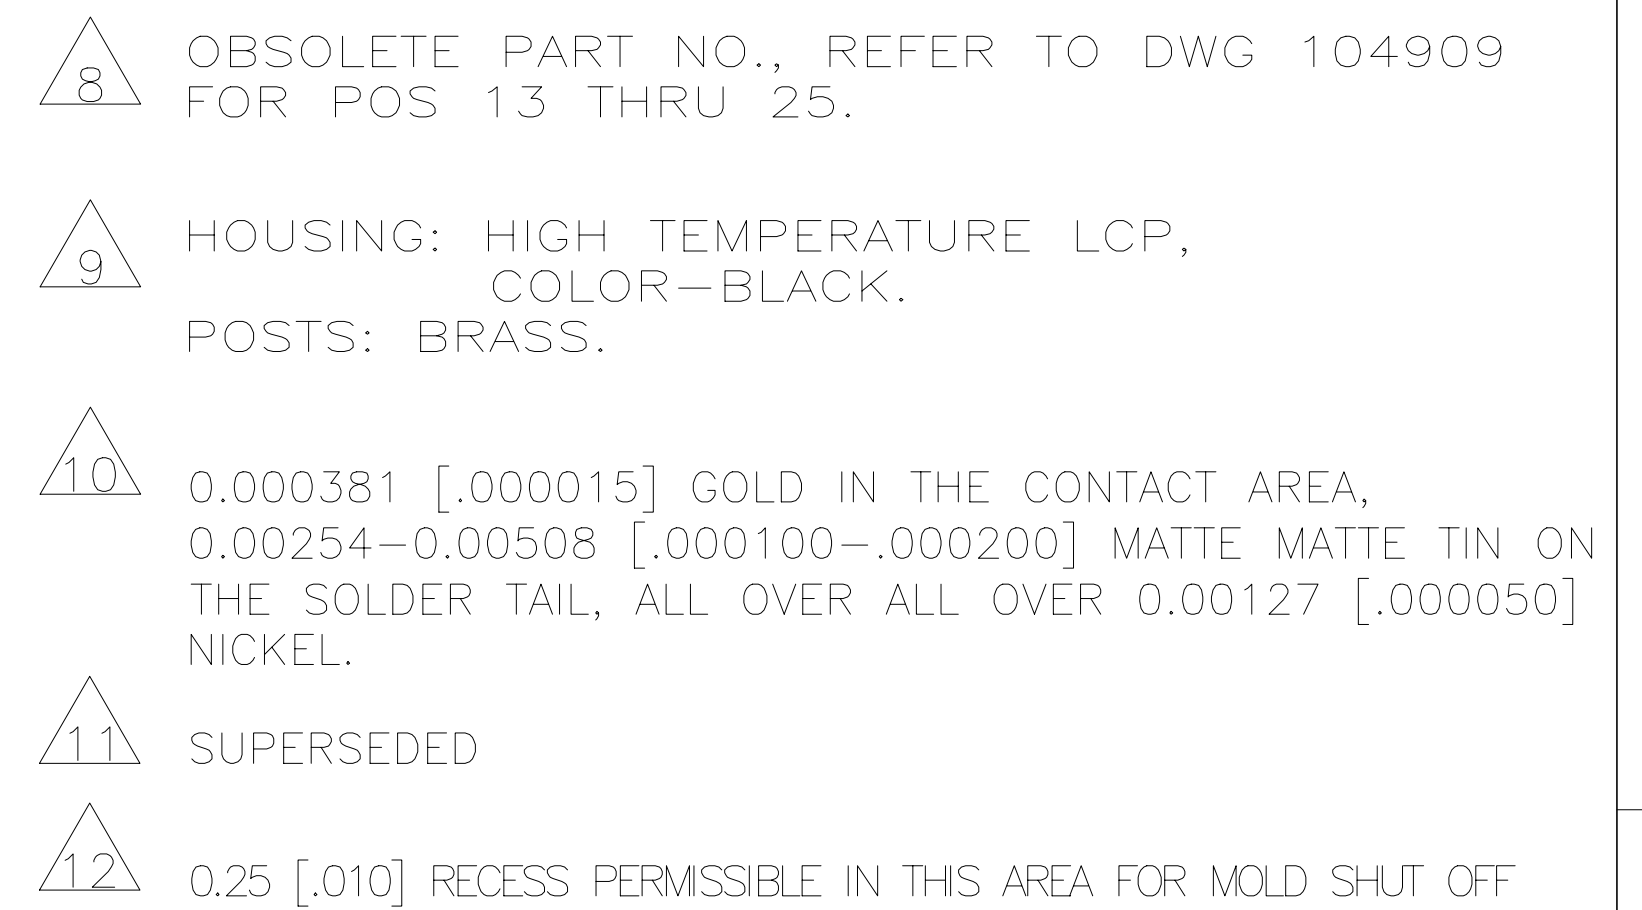 8 OBSOLETE PART NO., REFER TO DWG 104909
FOR POS 13 THRU 25.
9 HOUSING: HIGH TEMPERATURE LCP,
COLOR-BLACK.
POSTS: BRASS.
10 0.000381 [.000015] GOLD IN THE CONTACT AREA,
0.00254-0.00508 [.000100-.000200] MATTE MATTE TIN ON
THE SOLDER TAIL, ALL OVER ALL OVER 0.00127 [.000050]
NICKEL.
11 SUPERSEDED
12 0.25 [.010] RECESS PERMISSIBLE IN THIS AREA FOR MOLD SHUT OFF